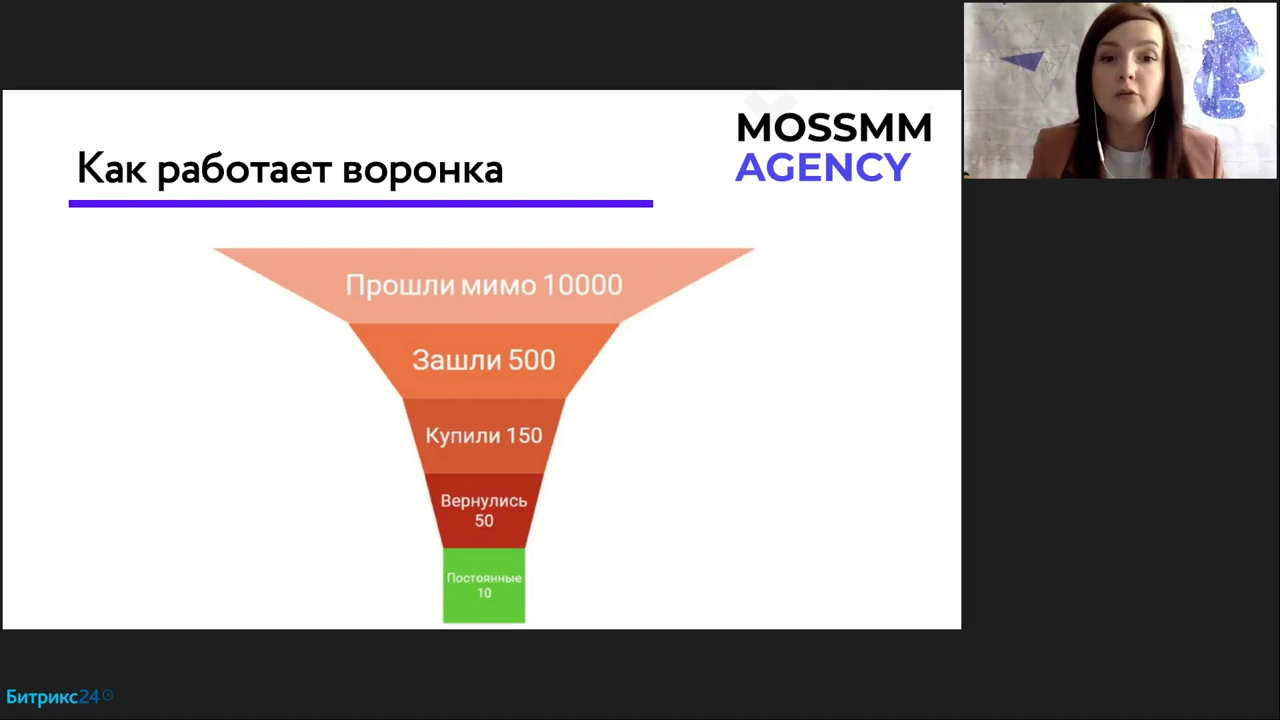 Как работает воронка
MOSSMM
AGENCY
Прошли мимо 10000
Зашли 500
Купили 150
Вернулись
50
Постоянные
10
Битрикс24